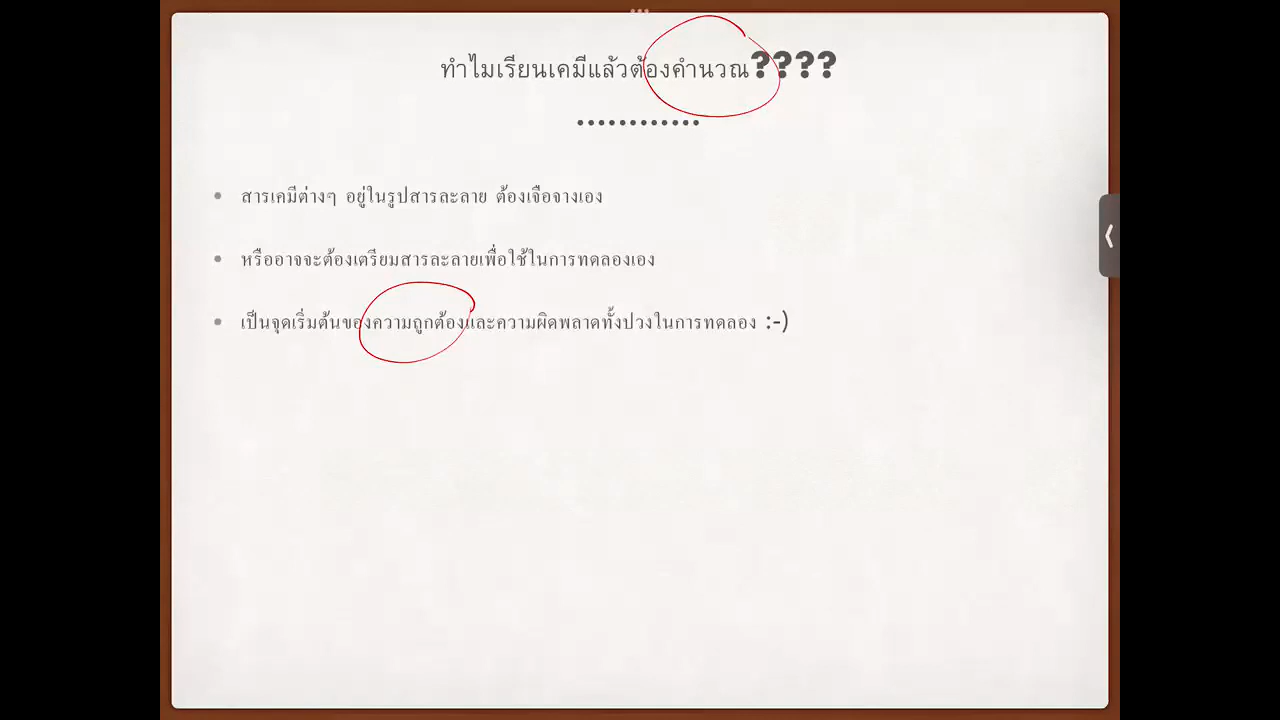 ทำไมเรียนเคมีแล้วต้องคำนวณ????
............
• สารเคมีต่างๆ อยู่ในรูปสารละลาย ต้องเจือจางเอง
• หรืออาจจะต้องเตรียมสารละลายเพื่อใช้ในการทดลองเอง
• เป็นจุดเริ่มต้นของความถูกต้องและความผิดพลาดทั้งปวงในการทดลอง :-)